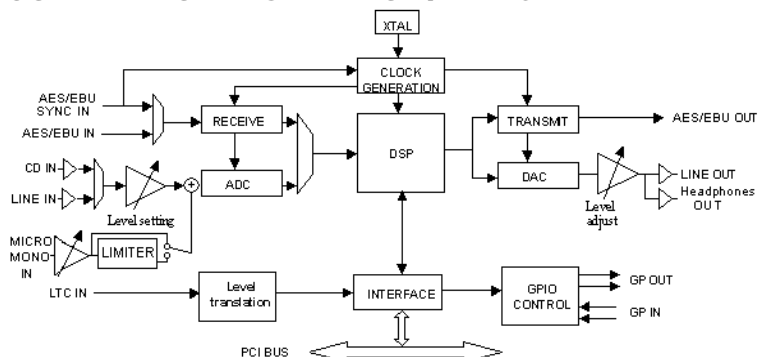 XTAL
CLOCK
GENERATION
AES/EBU
SYNC IN
AES/EBU IN
RECEIVE
TRANSMIT
AES/EBU OUT
DSP
CD IN
LINE IN
Level setting
ADC
DAC
Level
adjust
LINE OUT
Headphones
OUT
MICRO
MONO
IN
LIMITER
LTC IN
Level
translation
INTERFACE
GPIO
CONTROL
GP OUT
GP IN
PCI BUS